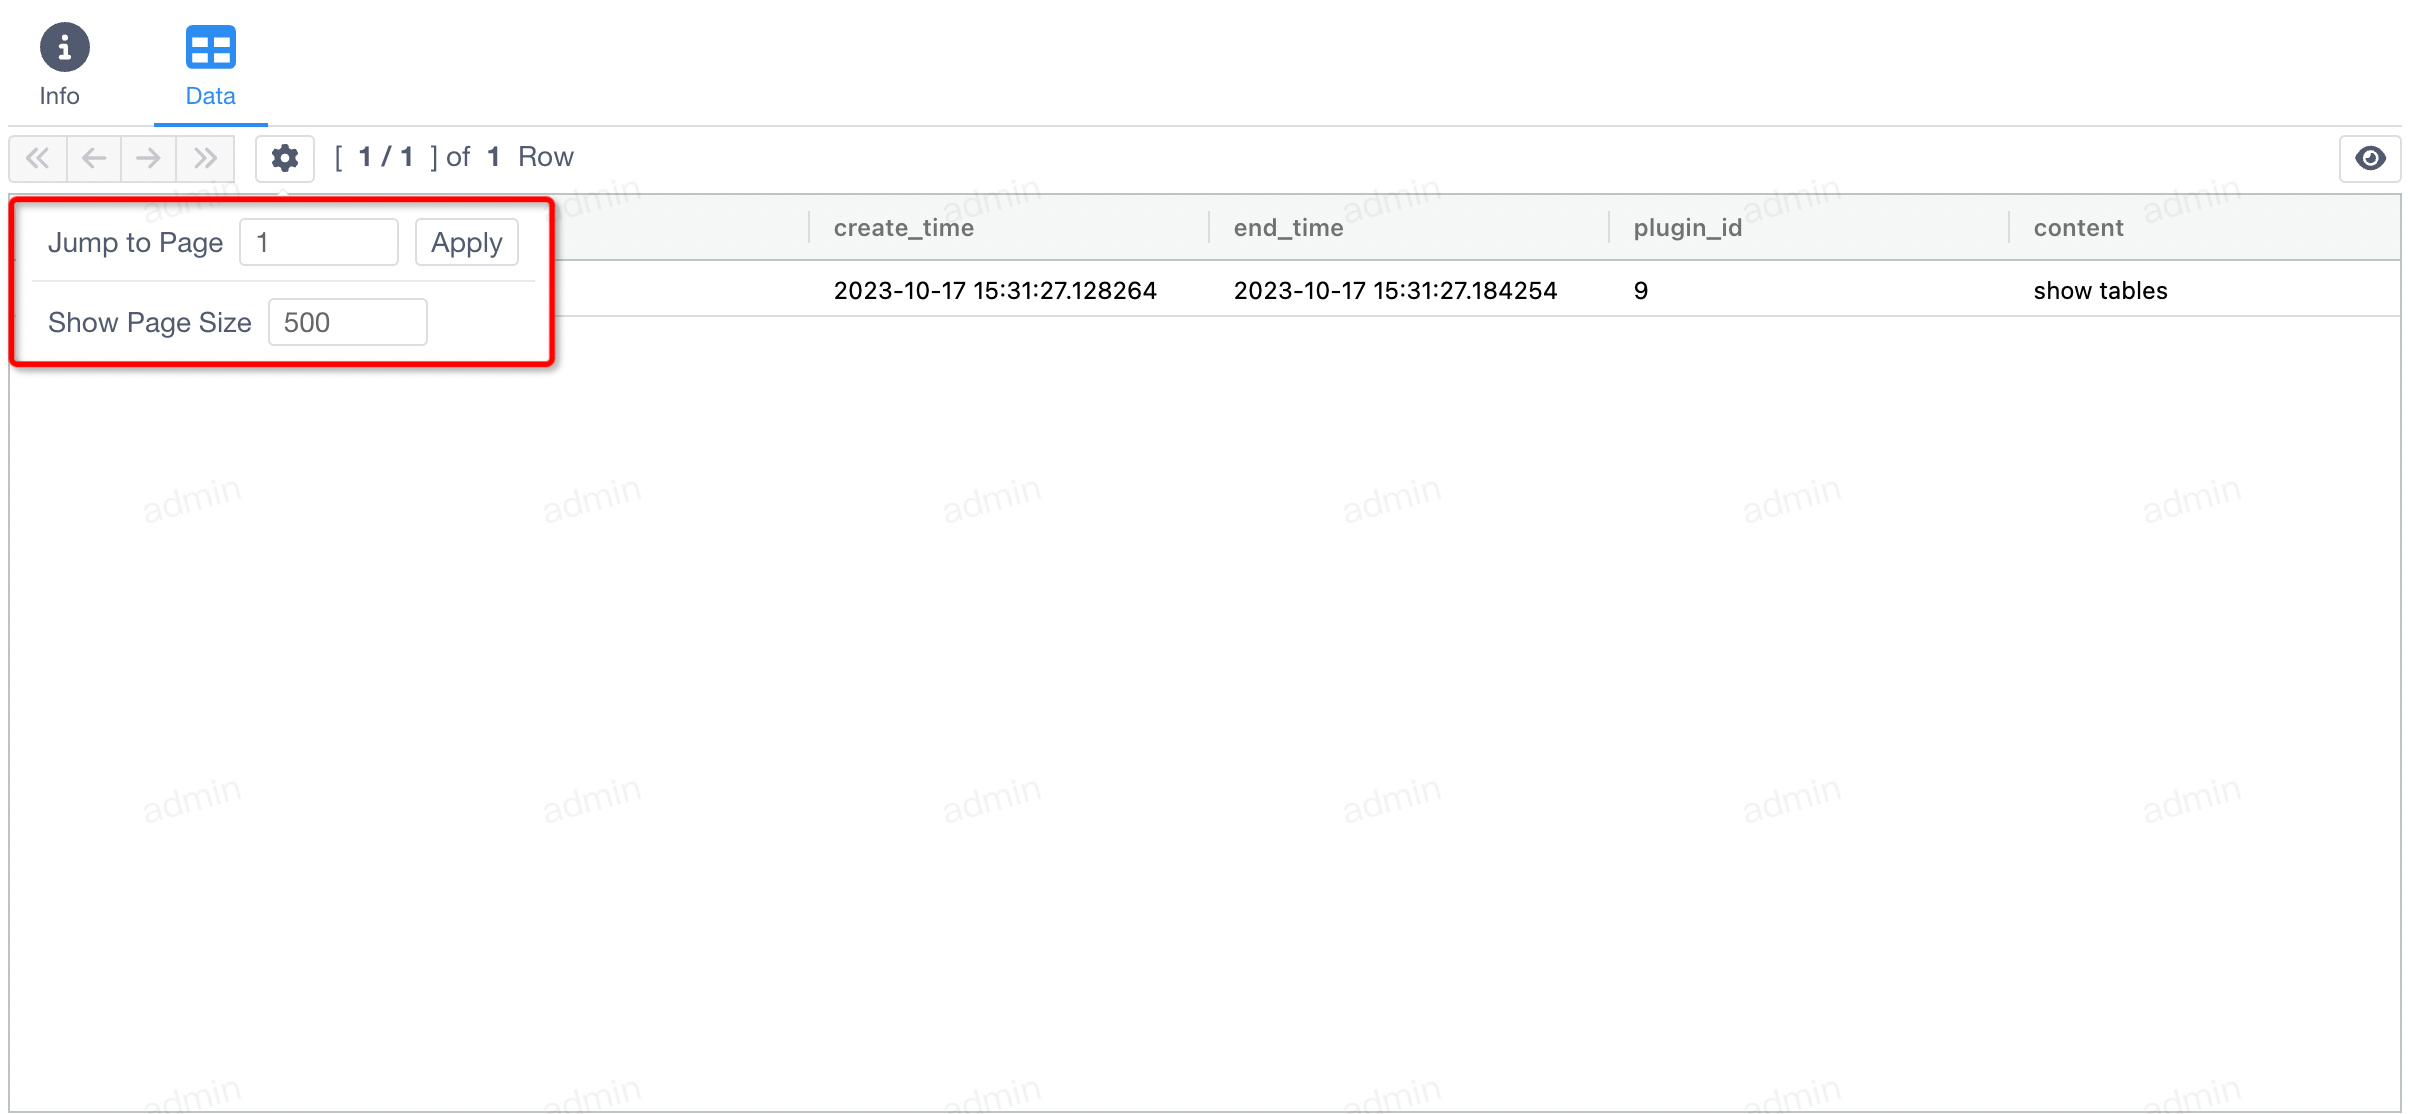 Info
Data
[ 1 / 1 ] of 1 Row
Jump to Page 1 Apply
Show Page Size 500
create_time end_time plugin_id content
2023-10-17 15:31:27.128264 2023-10-17 15:31:27.184254 9 show tables
admin admin admin admin admin admin
admin admin admin admin admin admin
admin admin admin admin admin admin
admin admin admin admin admin admin